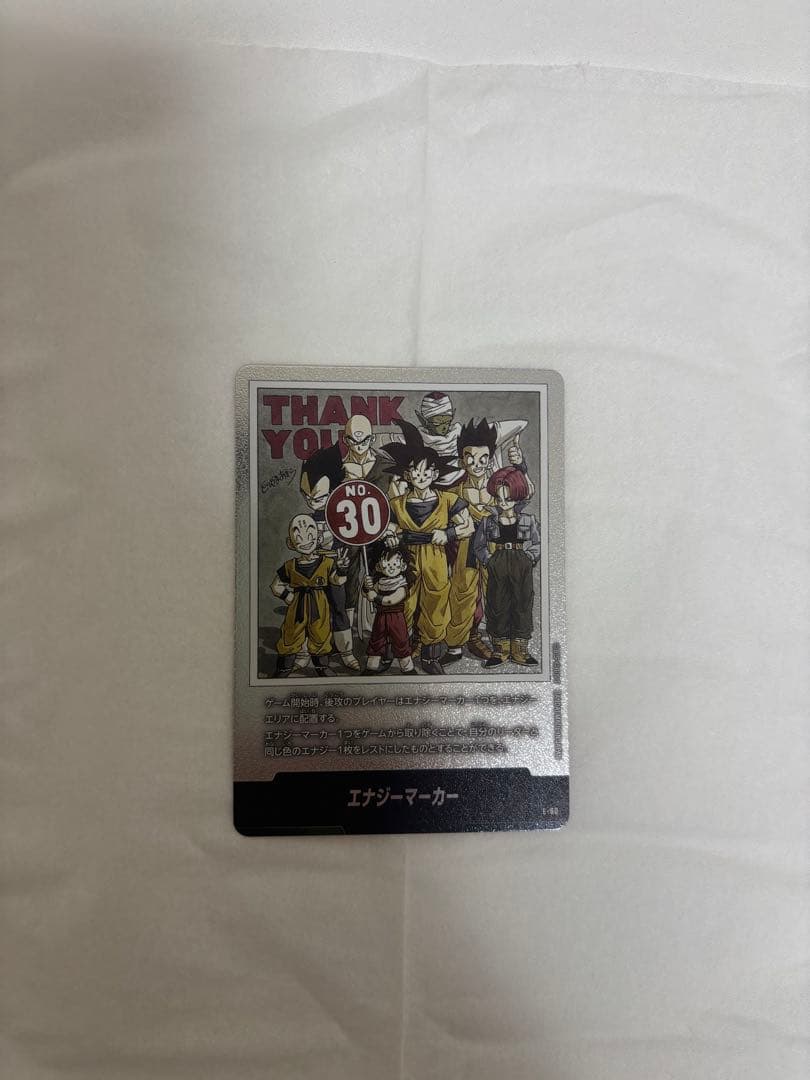 THANK
YOU
NO.
30
ゲーム開始時、後攻のプレイヤーはエナジーマーカー1つを、エナジー
エリアに配置する。
エナジーマーカー1つをゲームから取り除くことで、自分のリーダーと
同じ色のエナジー1枚をレストにしたものとすることができる。
エナジーマーカー